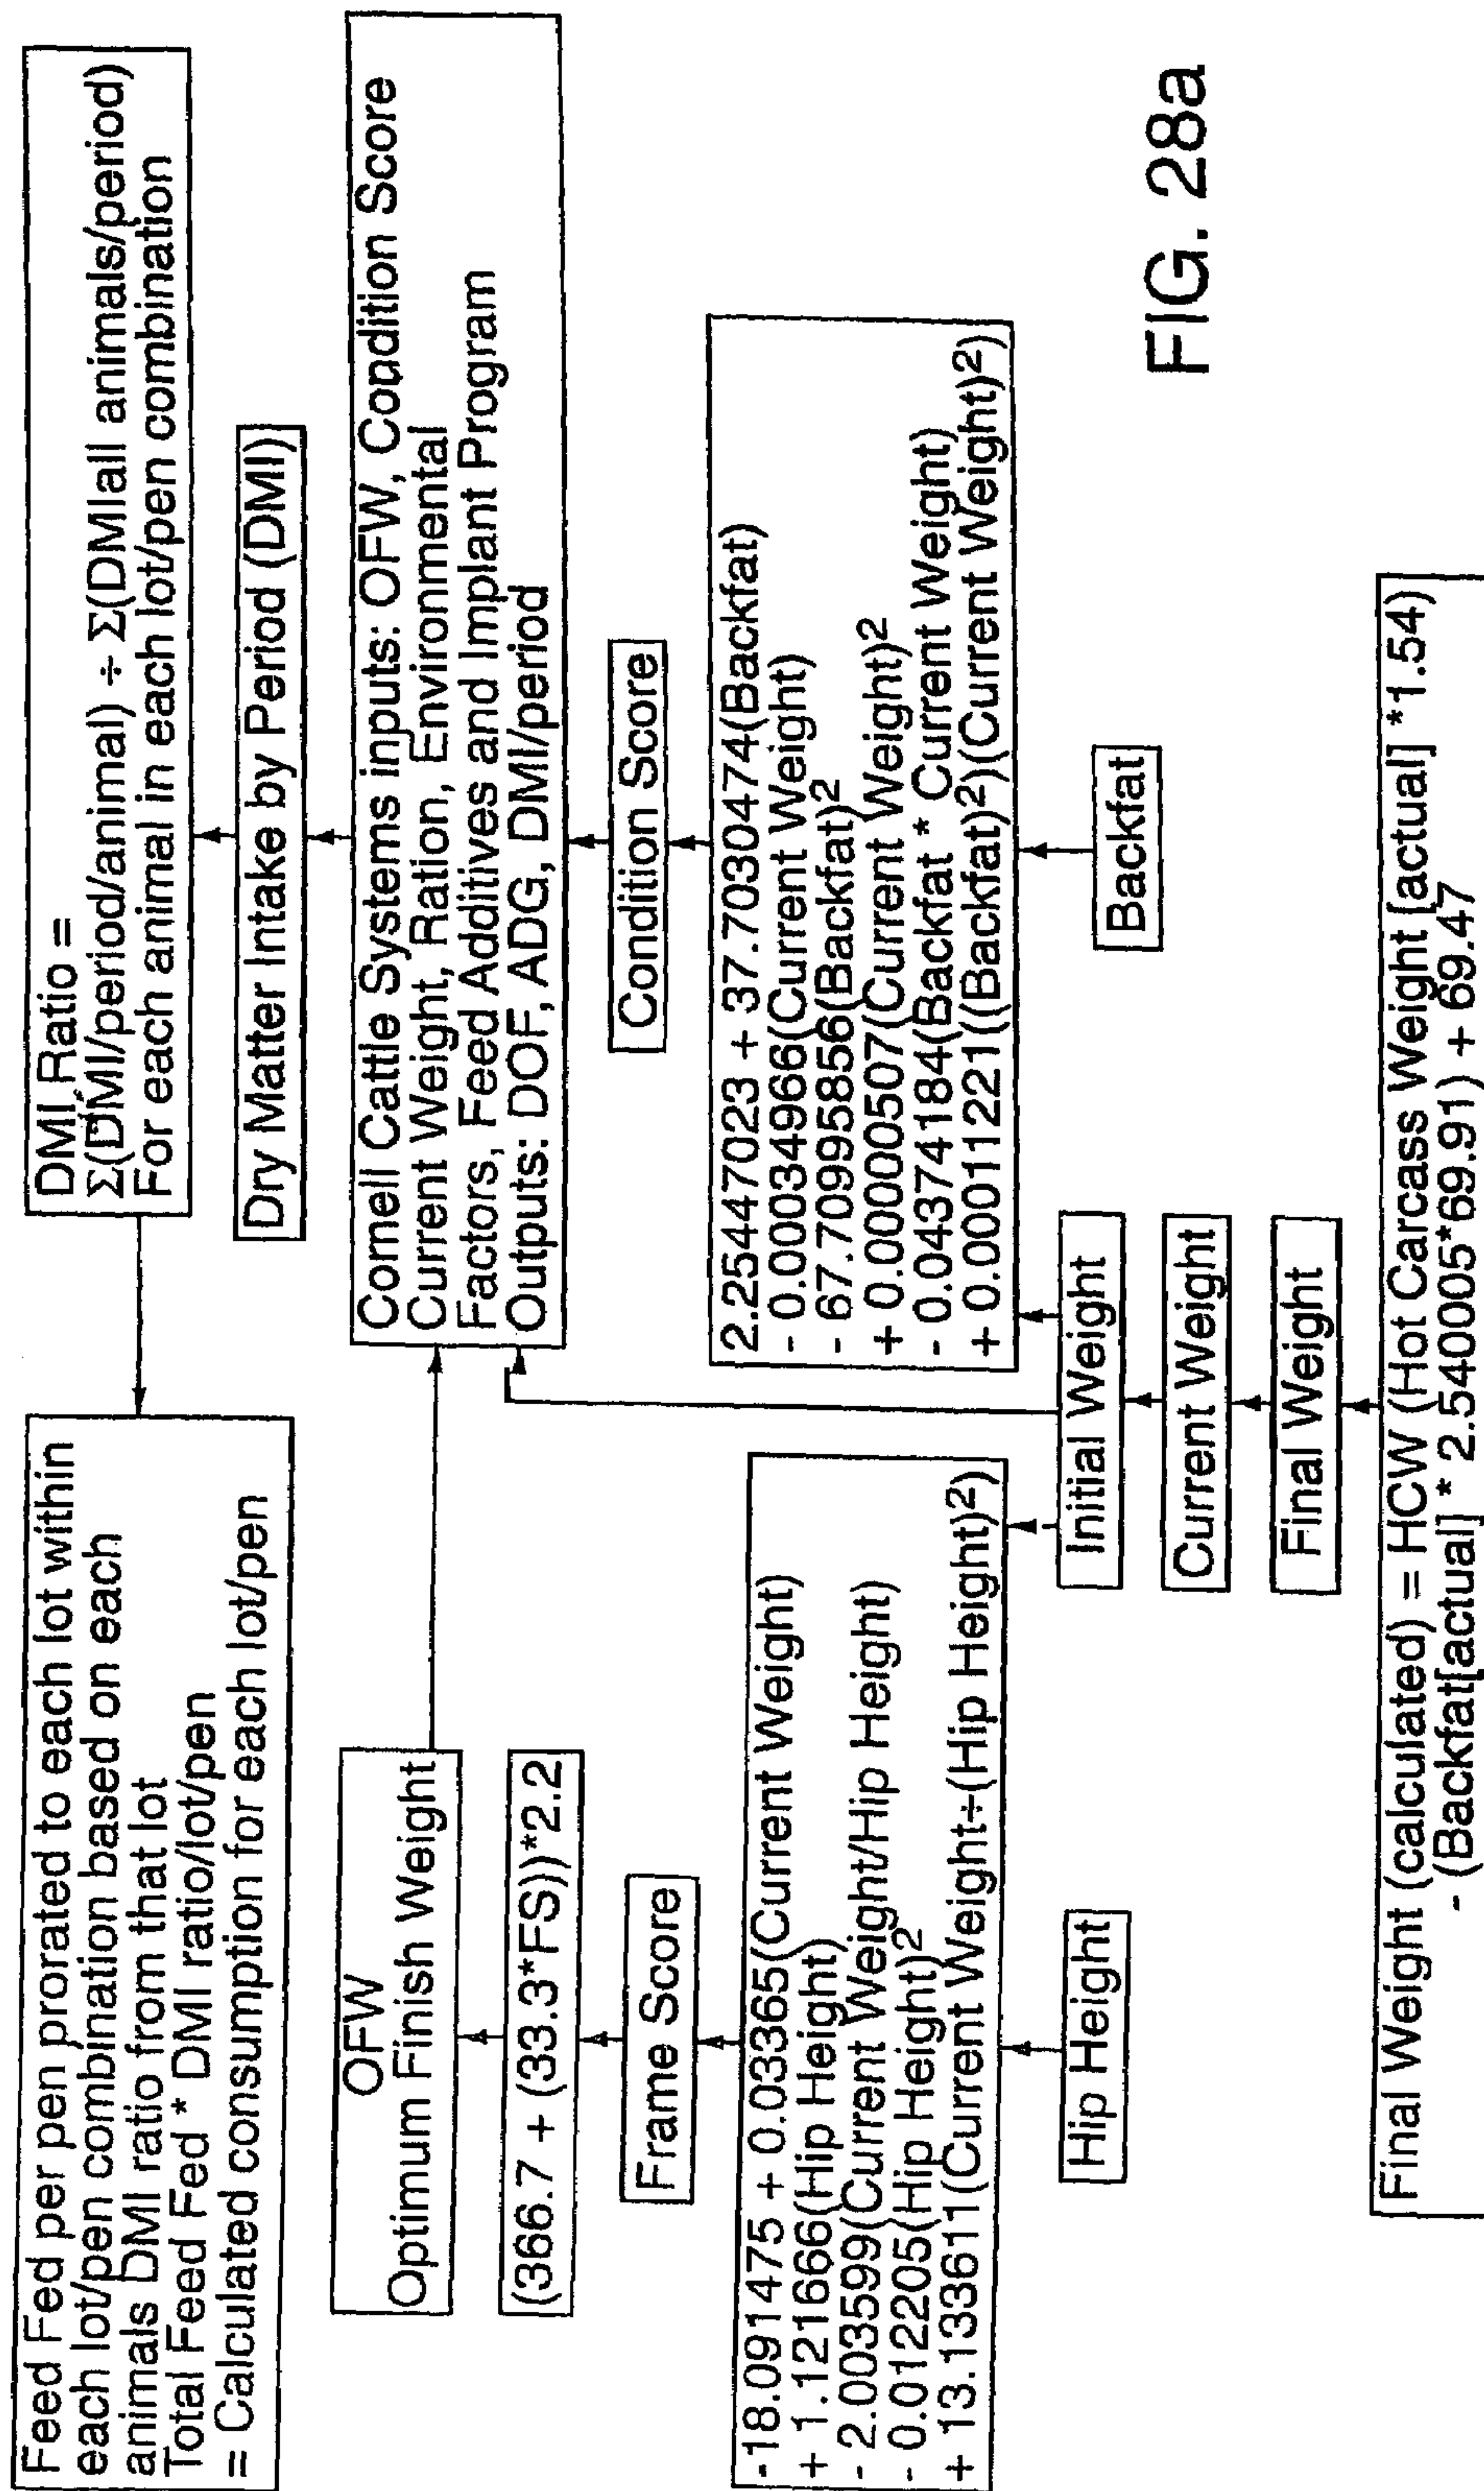 Feed Fed per pen prorated to each lot within
each lot/pen combination based on each
animals DMI ratio from that lot
Total Feed Fed * DMI ratio/lot/pen
= Calculated consumption for each lot/pen
DMI Ratio =
Σ(DMI/period/animal) ÷ Σ(DMIall animals/period)
For each animal in each lot/pen combination
Dry Matter Intake by Period (DMI)
OFW
Optimum Finish Weight
Cornell Cattle Systems inputs: OFW, Condition Score
Current Weight, Ration, Environmental
Factors, Feed Additives and Implant Program
Outputs: DOF, ADG, DMI/period
(366.7 + (33.3*FS))*2.2
Frame Score
Condition Score
-18.091475 + 0.03365(Current Weight)
+ 1.121666(Hip Height)
- 2.003599(Current Weight/Hip Height)
- 0.012205(Hip Height)2
+ 13.133611(Current Weight÷(Hip Height)2)
2.25447023 + 37.7030474(Backfat)
- 0.00034966(Current Weight)
- 67.70995856(Backfat)2
+ 0.00000507(Current Weight)2
- 0.04374184(Backfat * Current Weight)
+ 0.00011221((Backfat)2)(Current Weight)2)
Hip Height
Initial Weight
Backfat
Current Weight
Final Weight
Final Weight (calculated) = HCW (Hot Carcass Weight [actual] *1.54)
- (Backfat[actual] * 2.540005*69.91) + 69.47
FIG. 28a